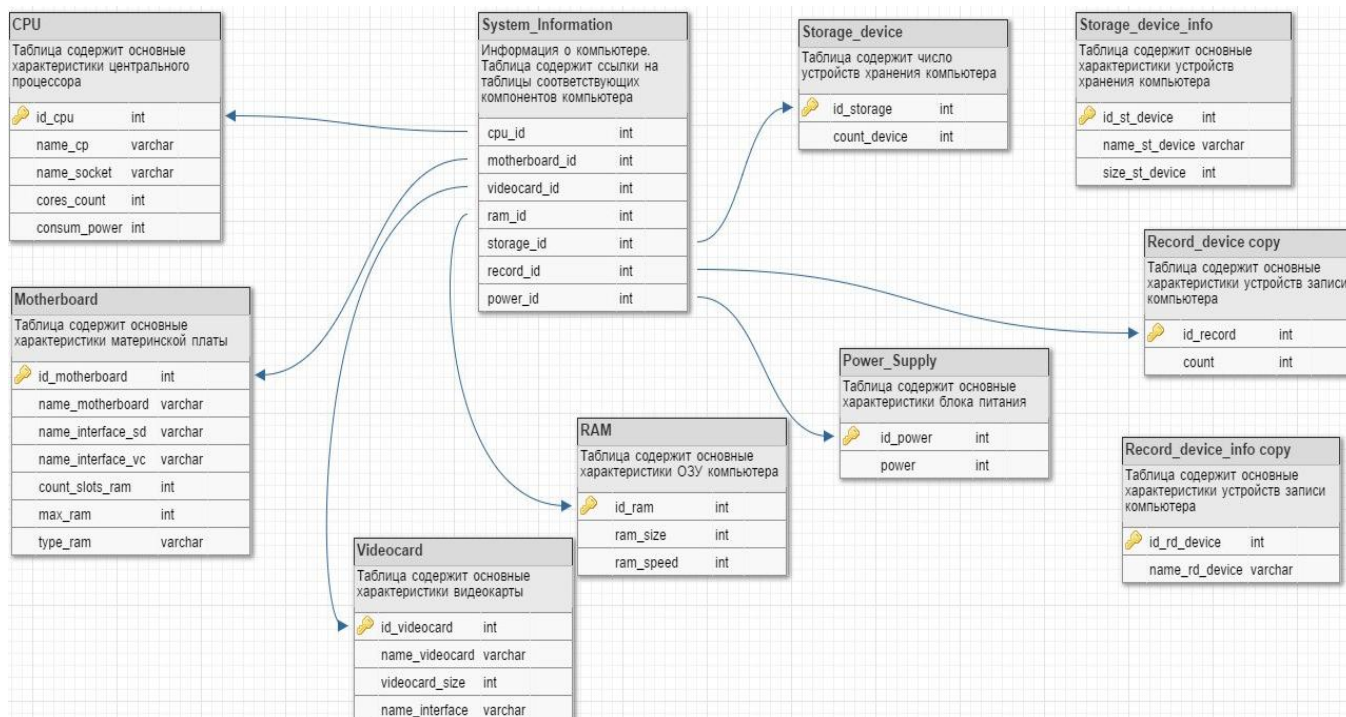 CPU
Таблица содержит основные
характеристики центрального
процессора
id_cpu int
name_cp varchar
name_socket varchar
cores_count int
consum_power int
System_Information
Информация о компьютере.
Таблица содержит ссылки на
таблицы соответствующих
компонентов компьютера
cpu_id int
motherboard_id int
videocard_id int
ram_id int
storage_id int
record_id int
power_id int
Storage_device
Таблица содержит число
устройств хранения компьютера
id_storage int
count_device int
Storage_device_info
Таблица содержит основные
характеристики устройств
хранения компьютера
id_st_device int
name_st_device varchar
size_st_device int
Record_device copy
Таблица содержит основные
характеристики устройств записи
компьютера
id_record int
count int
Motherboard
Таблица содержит основные
характеристики материнской платы
id_motherboard int
name_motherboard varchar
name_interface_sd varchar
name_interface_vc varchar
count_slots_ram int
max_ram int
type_ram varchar
Power_Supply
Таблица содержит основные
характеристики блока питания
id_power int
power int
RAM
Таблица содержит основные
характеристики ОЗУ компьютера
id_ram int
ram_size int
ram_speed int
Record_device_info copy
Таблица содержит основные
характеристики устройств записи
компьютера
id_rd_device int
name_rd_device varchar
Videocard
Таблица содержит основные
характеристики видеокарты
id_videocard int
name_videocard varchar
videocard_size int
name_interface varchar